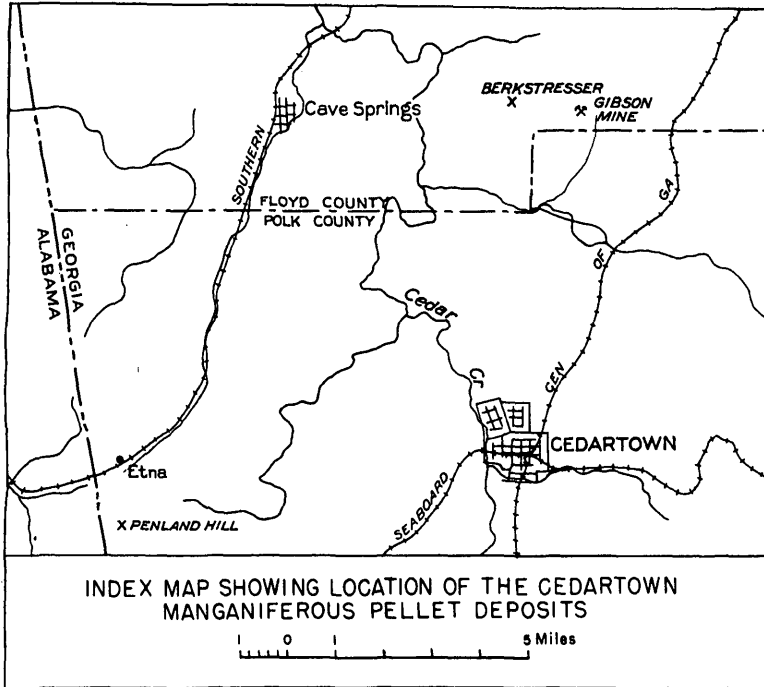 BERKSTRESSER
X
GIBSON
MINE
Cave Springs
SOUTHERN
GA
FLOYD COUNTY
POLK COUNTY
GEORGIA
ALABAMA
OF
Cedar
Cr
CEN
CEDARTOWN
Etna
SEABOARD
X PENLAND HILL
INDEX MAP SHOWING LOCATION OF THE CEDARTOWN
MANGANIFEROUS PELLET DEPOSITS
1 0 1 5 Miles